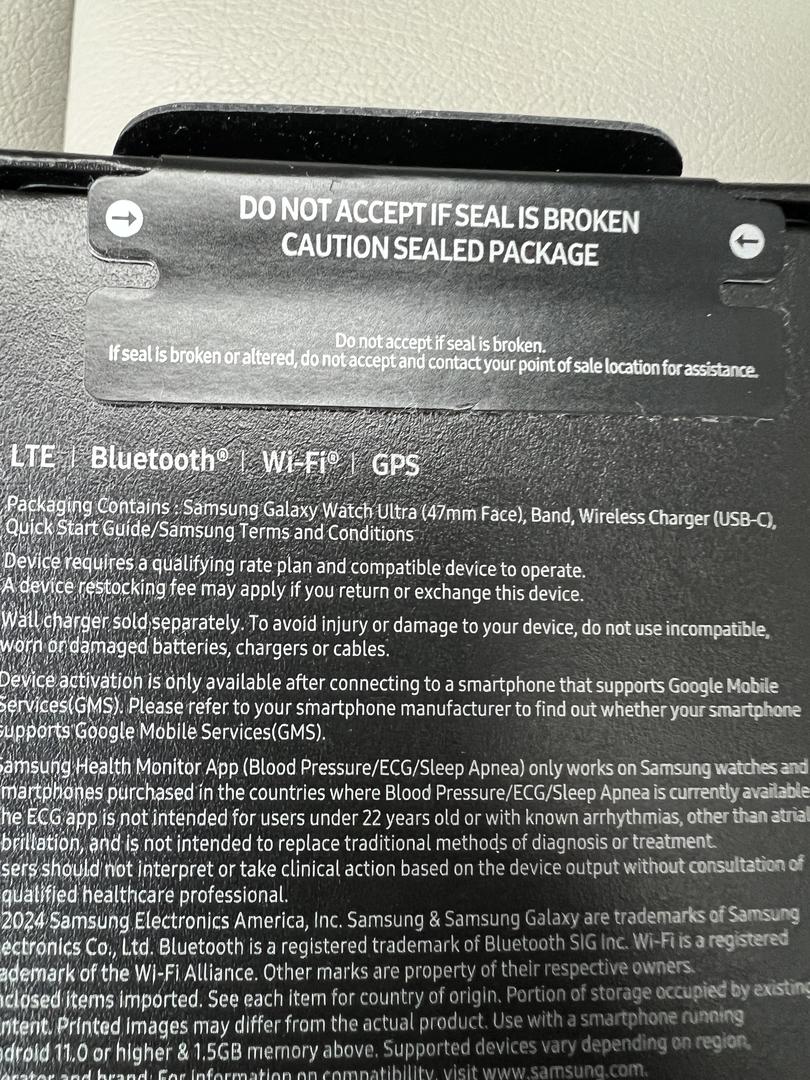 DO NOT ACCEPT IF SEAL IS BROKEN
CAUTION SEALED PACKAGE
Do not accept if seal is broken.
If seal is broken or altered, do not accept and contact your point of sale location for assistance.
LTE | Bluetooth® | Wi-Fi® | GPS
Packaging Contains : Samsung Galaxy Watch Ultra (47mm Face), Band, Wireless Charger (USB-C),
Quick Start Guide/Samsung Terms and Conditions
Device requires a qualifying rate plan and compatible device to operate.
A device restocking fee may apply if you return or exchange this device.
Wall charger sold separately. To avoid injury or damage to your device, do not use incompatible,
worn or damaged batteries, chargers or cables.
Device activation is only available after connecting to a smartphone that supports Google Mobile
Services(GMS). Please refer to your smartphone manufacturer to find out whether your smartphone
supports Google Mobile Services(GMS).
Samsung Health Monitor App (Blood Pressure/ECG/Sleep Apnea) only works on Samsung watches and
martphones purchased in the countries where Blood Pressure/ECG/Sleep Apnea is currently available
he ECG app is not intended for users under 22 years old or with known arrhythmias, other than atrial
brillation, and is not intended to replace traditional methods of diagnosis or treatment.
sers should not interpret or take clinical action based on the device output without consultation of
qualified healthcare professional.
2024 Samsung Electronics America, Inc. Samsung & Samsung Galaxy are trademarks of Samsung
ectronics Co., Ltd. Bluetooth is a registered trademark of Bluetooth SIG Inc. Wi-Fi is a registered
ademark of the Wi-Fi Alliance. Other marks are property of their respective owners.
closed items imported. See each item for country of origin. Portion of storage occupied by existing
ntent. Printed Images may differ from the actual product. Use with a smartphone running
droid 11.0 or higher & 1.5GB memory above. Supported devices vary depending on region,
erator and brand. For information on compatibility, visit www.samsung.com.